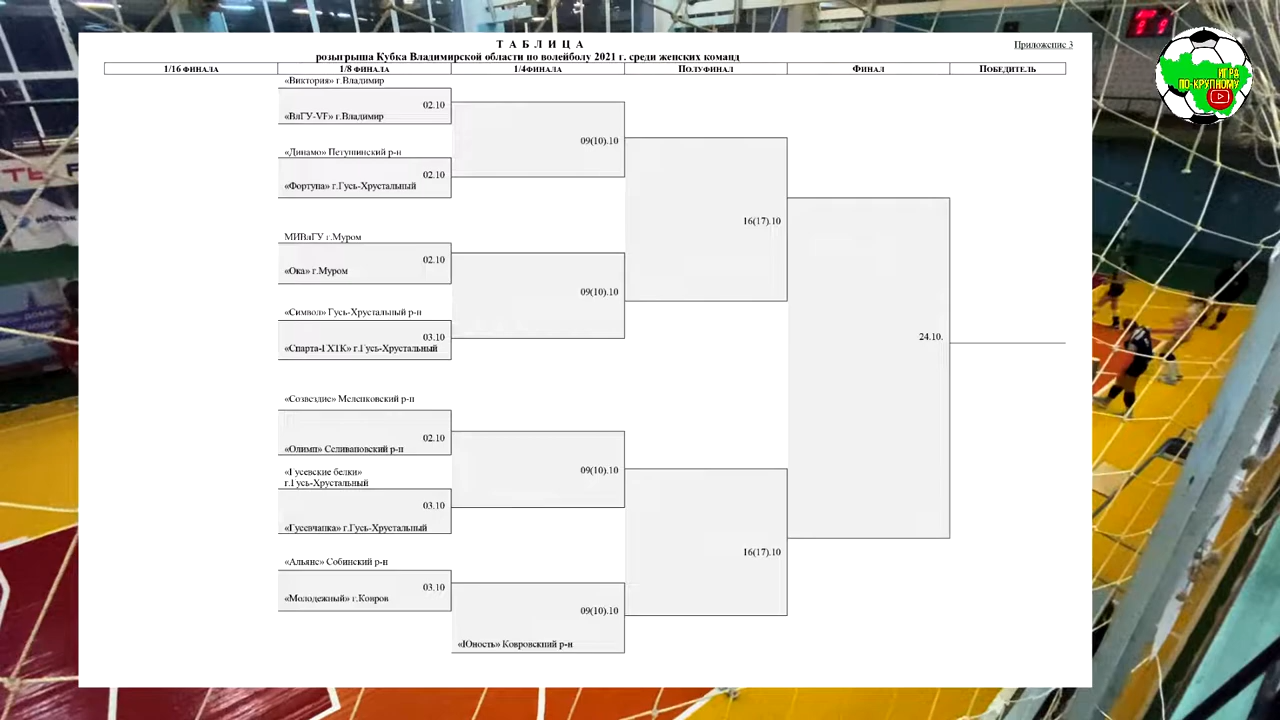 Т А Б Л И Ц А
Приложение 3
розыгрыша Кубка Владимирской области по волейболу 2021 г. среди женских команд
1/16 ФИНАЛА 1/8 ФИНАЛА 1/4ФИНАЛА ПОЛУФИНАЛ ФИНАЛ ПОБЕДИТЕЛЬ
«Виктория» г.Владимир
02.10
«ВлГУ-VF» г.Владимир
09(10).10
«Динамо» Петушинский р-н
02.10
«Фортуна» г.Гусь-Хрустальный
16(17).10
МИВлГУ г.Муром
02.10
«Ока» г.Муром
09(10).10
«Символ» Гусь-Хрустальный р-н
03.10
«Спарта-ГХТК» г.Гусь-Хрустальный
24.10.
«Созвездие» Меленковский р-н
02.10
«Олимп» Селивановский р-н
09(10).10
«Гусевские белки»
г.Гусь-Хрустальный
03.10
«Гусевчанка» г.Гусь-Хрустальный
16(17).10
«Альянс» Собинский р-н
03.10
«Молодежный» г.Ковров
09(10).10
«Юность» Ковровский р-н
ИГРА
ПО-КРУПНОМУ